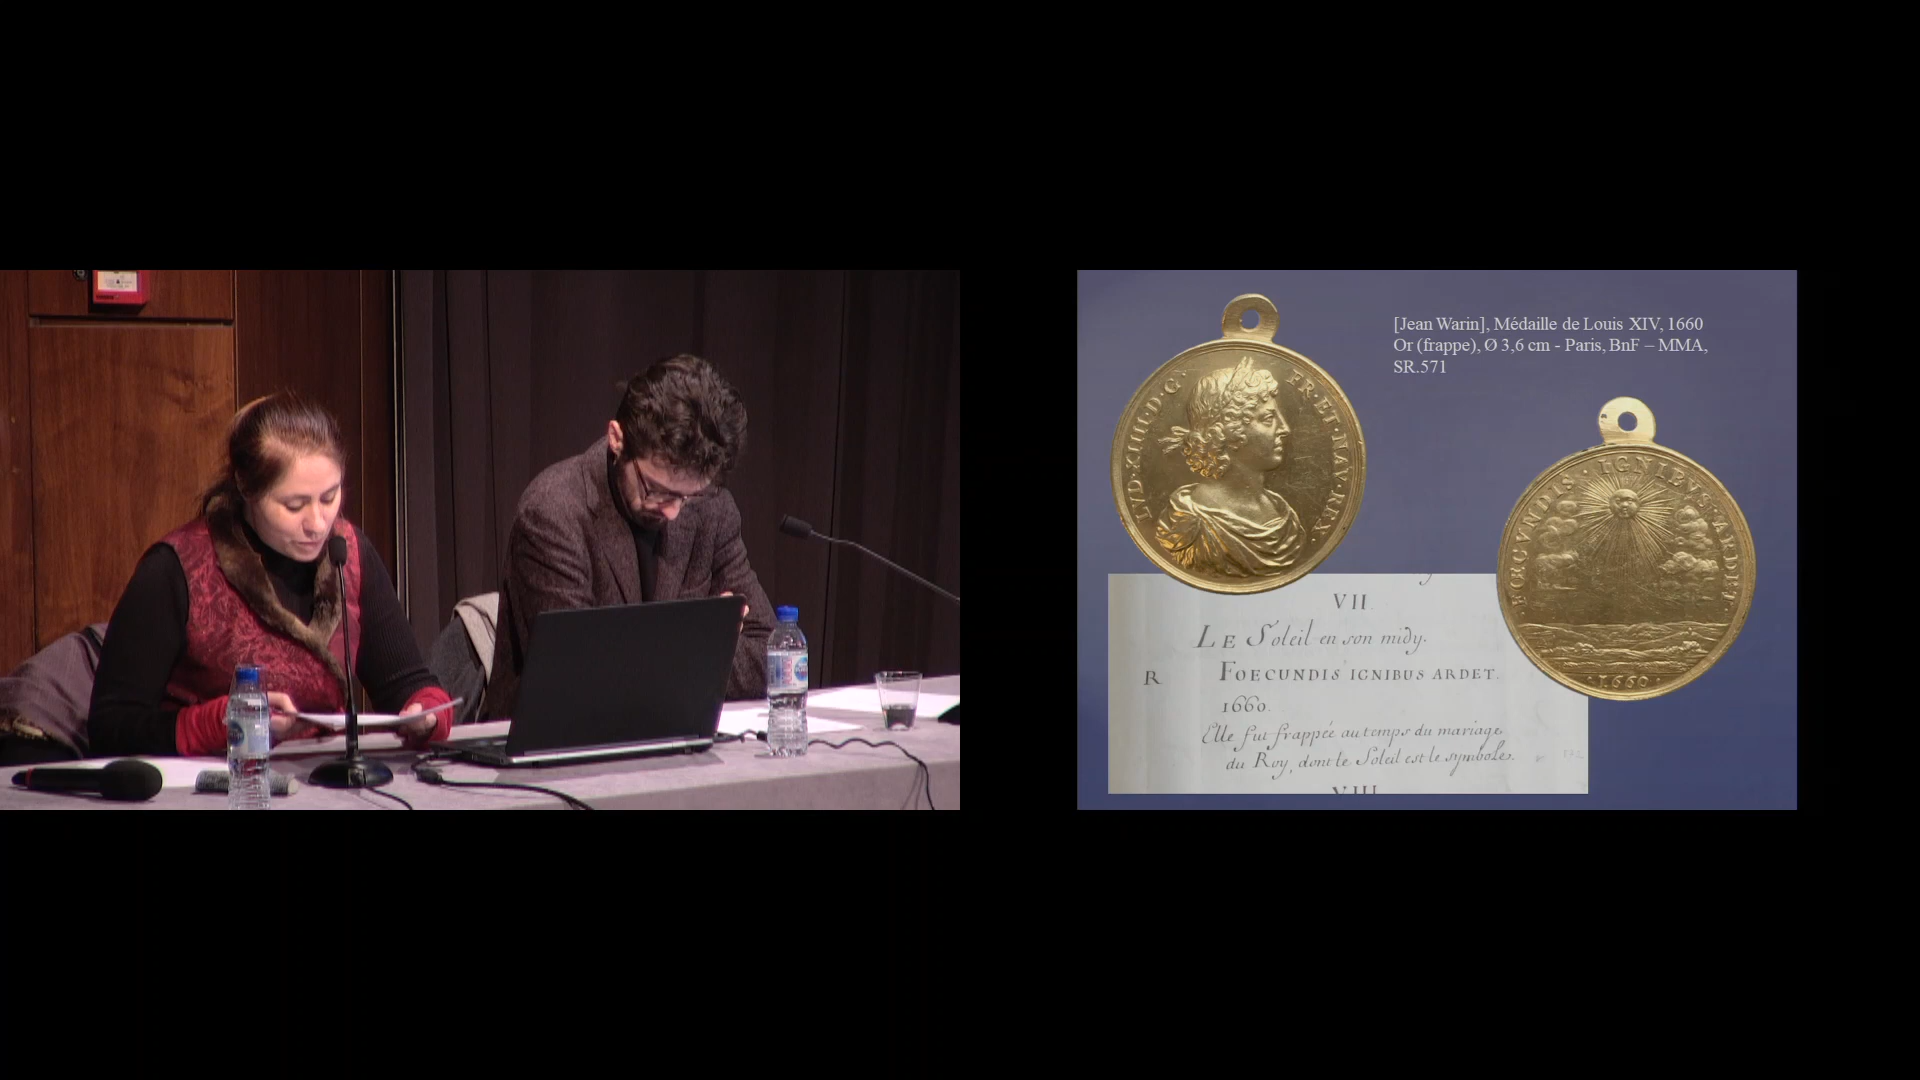 [Jean Warin], Médaille de Louis XIV, 1660
Or (frappe), Ø 3,6 cm - Paris, BnF – MMA,
SR.571
LVD·XIIII·D·G· FR·ET·NAV·REX·
·FOECVNDIS· IGNIBVS· ARDET·
·1660·
VII.
LE Soleil en son midy.
R FOECUNDIS IGNIBUS ARDET.
1660.
Elle fut frappée au temps du mariage
du Roy, dont le Soleil est le symbole.
VIII